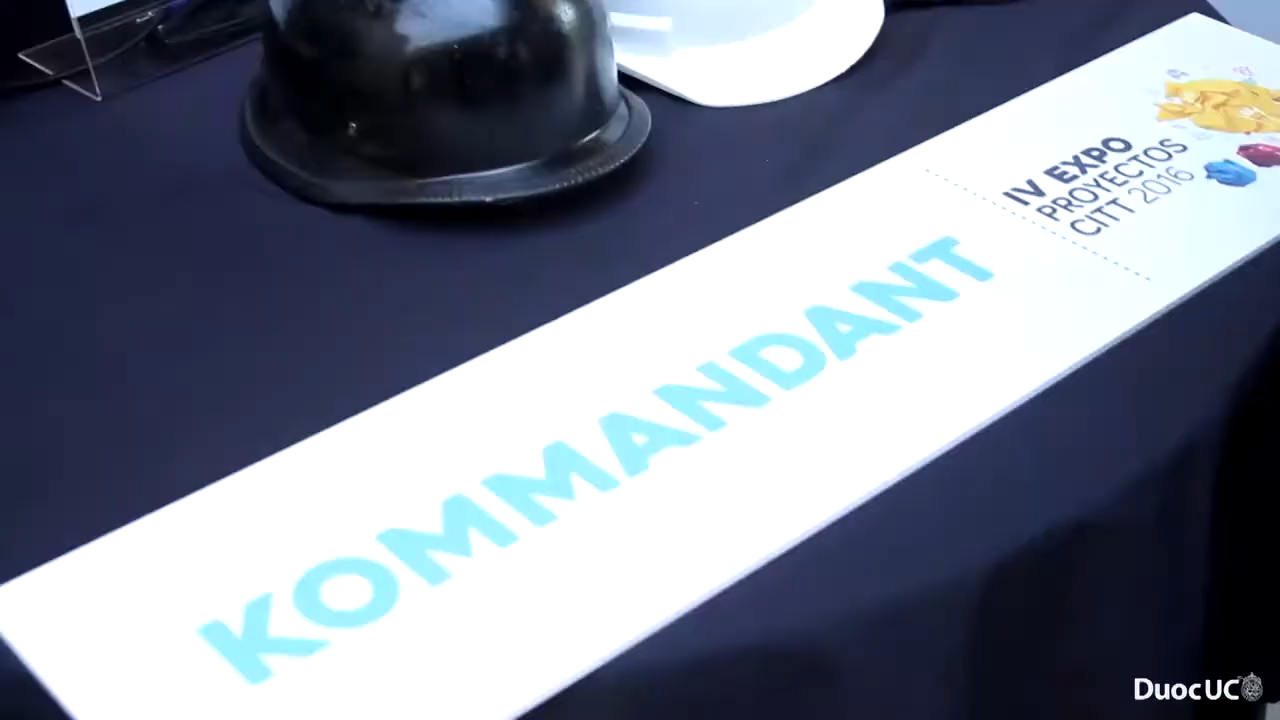 KOMMANDANT
IV EXPO
PROYECTOS
CITT 2016
DuocUC